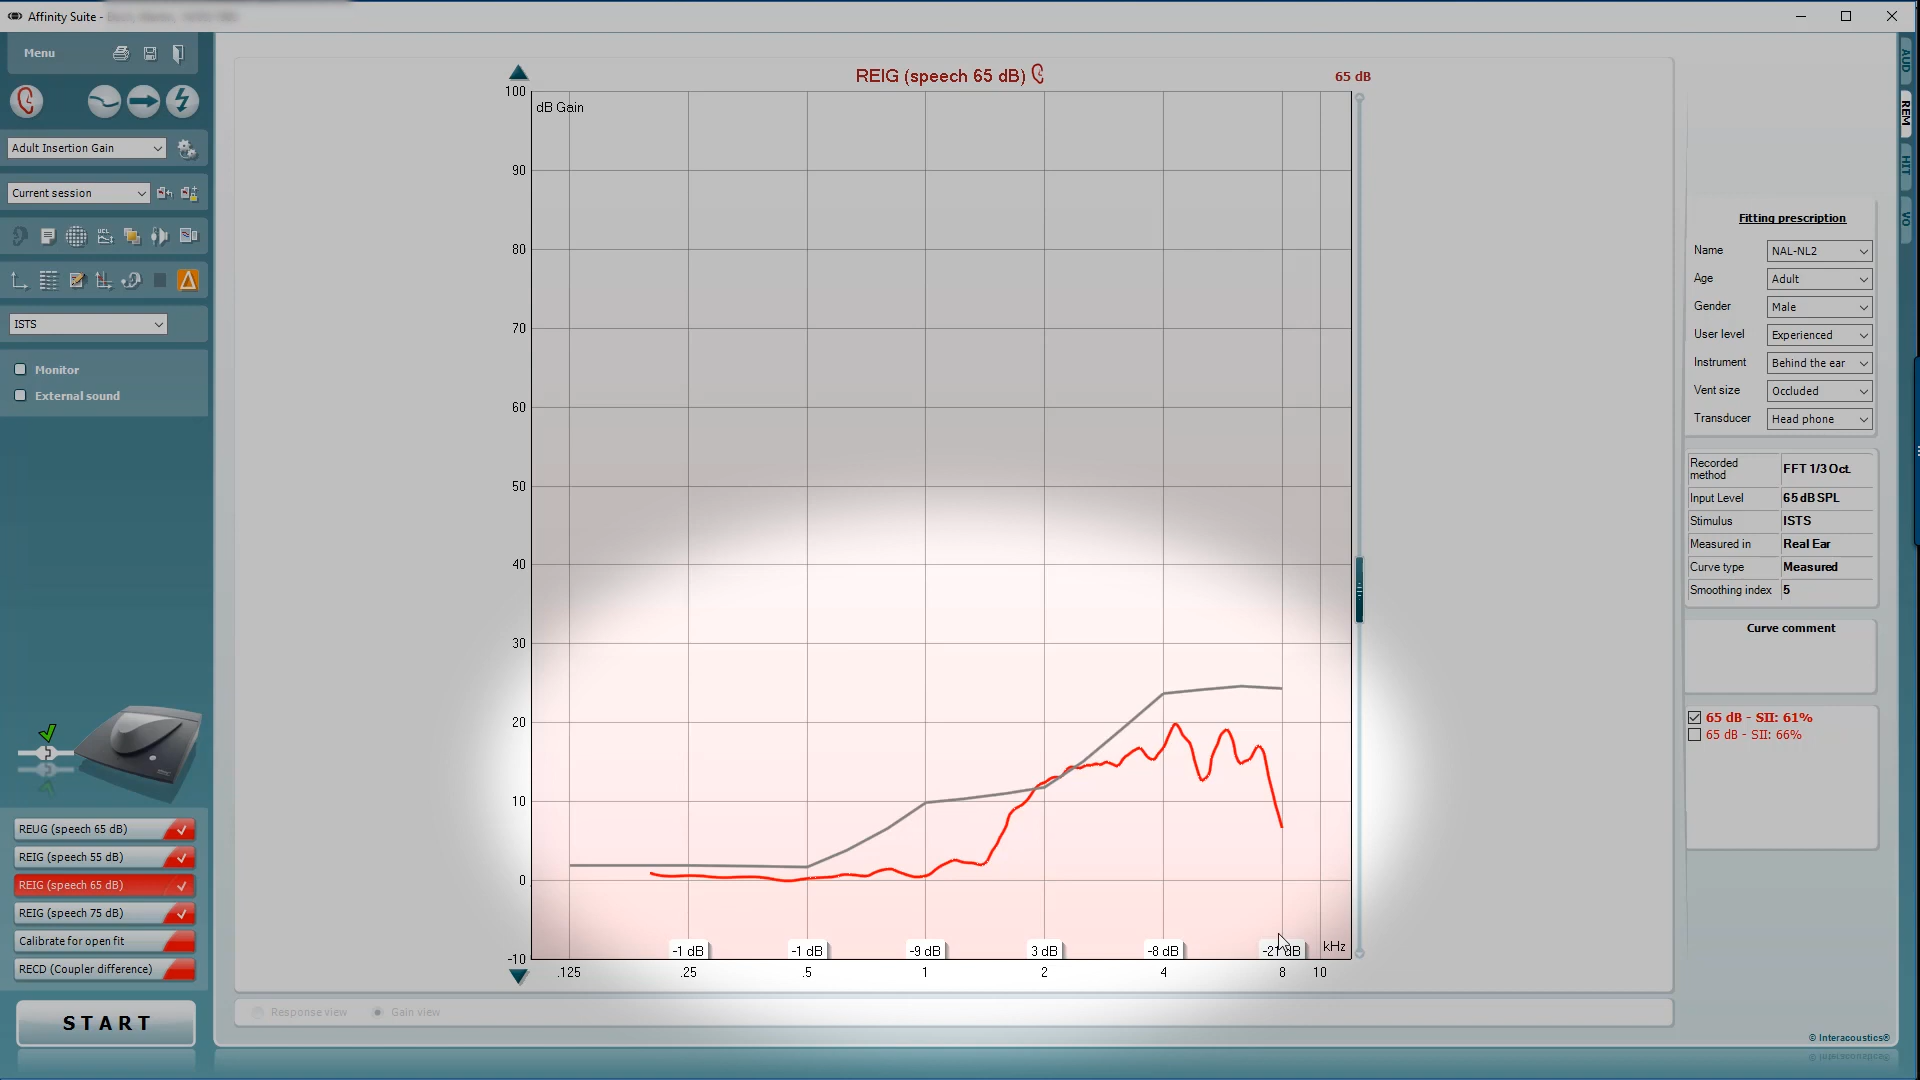 Affinity Suite -
Menu
Adult Insertion Gain
Current session
UCL
ISTS
Monitor
External sound
REUG (speech 65 dB)
REIG (speech 55 dB)
REIG (speech 65 dB)
REIG (speech 75 dB)
Calibrate for open fit
RECD (Coupler difference)
START
REIG (speech 65 dB)
65 dB
dB Gain
100
90
80
70
60
50
40
30
20
10
0
-10
-1 dB
-1 dB
-9 dB
3 dB
-8 dB
-21 dB
kHz
.125
.25
.5
1
2
4
8
10
Response view
Gain view
Fitting prescription
Name NAL-NL2
Age Adult
Gender Male
User level Experienced
Instrument Behind the ear
Vent size Occluded
Transducer Head phone
Recorded method FFT 1/3 Oct.
Input Level 65 dB SPL
Stimulus ISTS
Measured in Real Ear
Curve type Measured
Smoothing index 5
Curve comment
65 dB - SII: 61%
65 dB - SII: 66%
AUD
REM
HIT
VO
© Interacoustics®